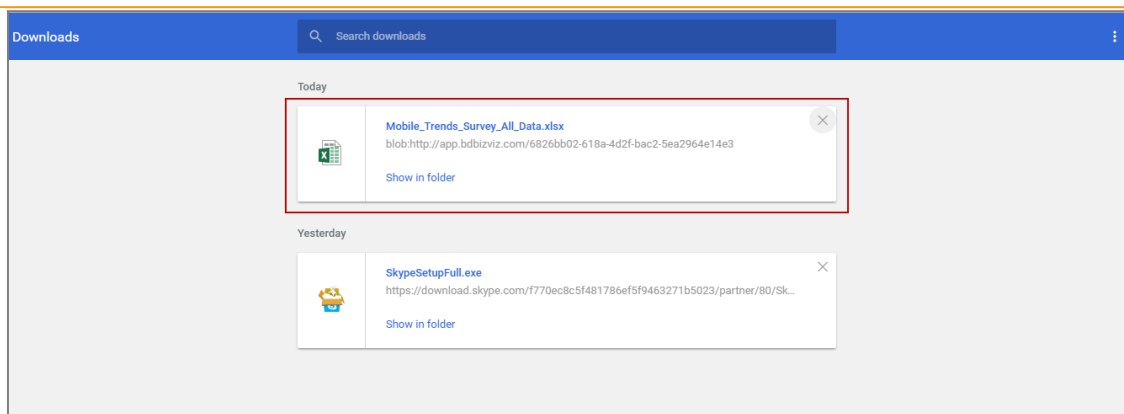 Downloads
Search downloads
Today
Mobile_Trends_Survey_All_Data.xlsx
blob:http://app.bdbizviz.com/6826bb02-618a-4d2f-bac2-5ea2964e14e3
Show in folder
Yesterday
SkypeSetupFull.exe
https://download.skype.com/f770ec8c5f481786ef5f9463271b5023/partner/80/Sk...
Show in folder